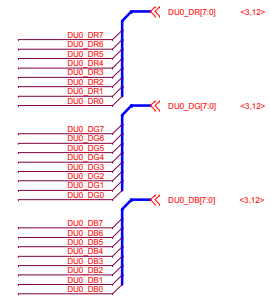 DU0_DR[7:0] <3,12>
DU0_DR7
DU0_DR6
DU0_DR5
DU0_DR4
DU0_DR3
DU0_DR2
DU0_DR1
DU0_DR0
DU0_DG[7:0] <3,12>
DU0_DG7
DU0_DG6
DU0_DG5
DU0_DG4
DU0_DG3
DU0_DG2
DU0_DG1
DU0_DG0
DU0_DB[7:0] <3,12>
DU0_DB7
DU0_DB6
DU0_DB5
DU0_DB4
DU0_DB3
DU0_DB2
DU0_DB1
DU0_DB0